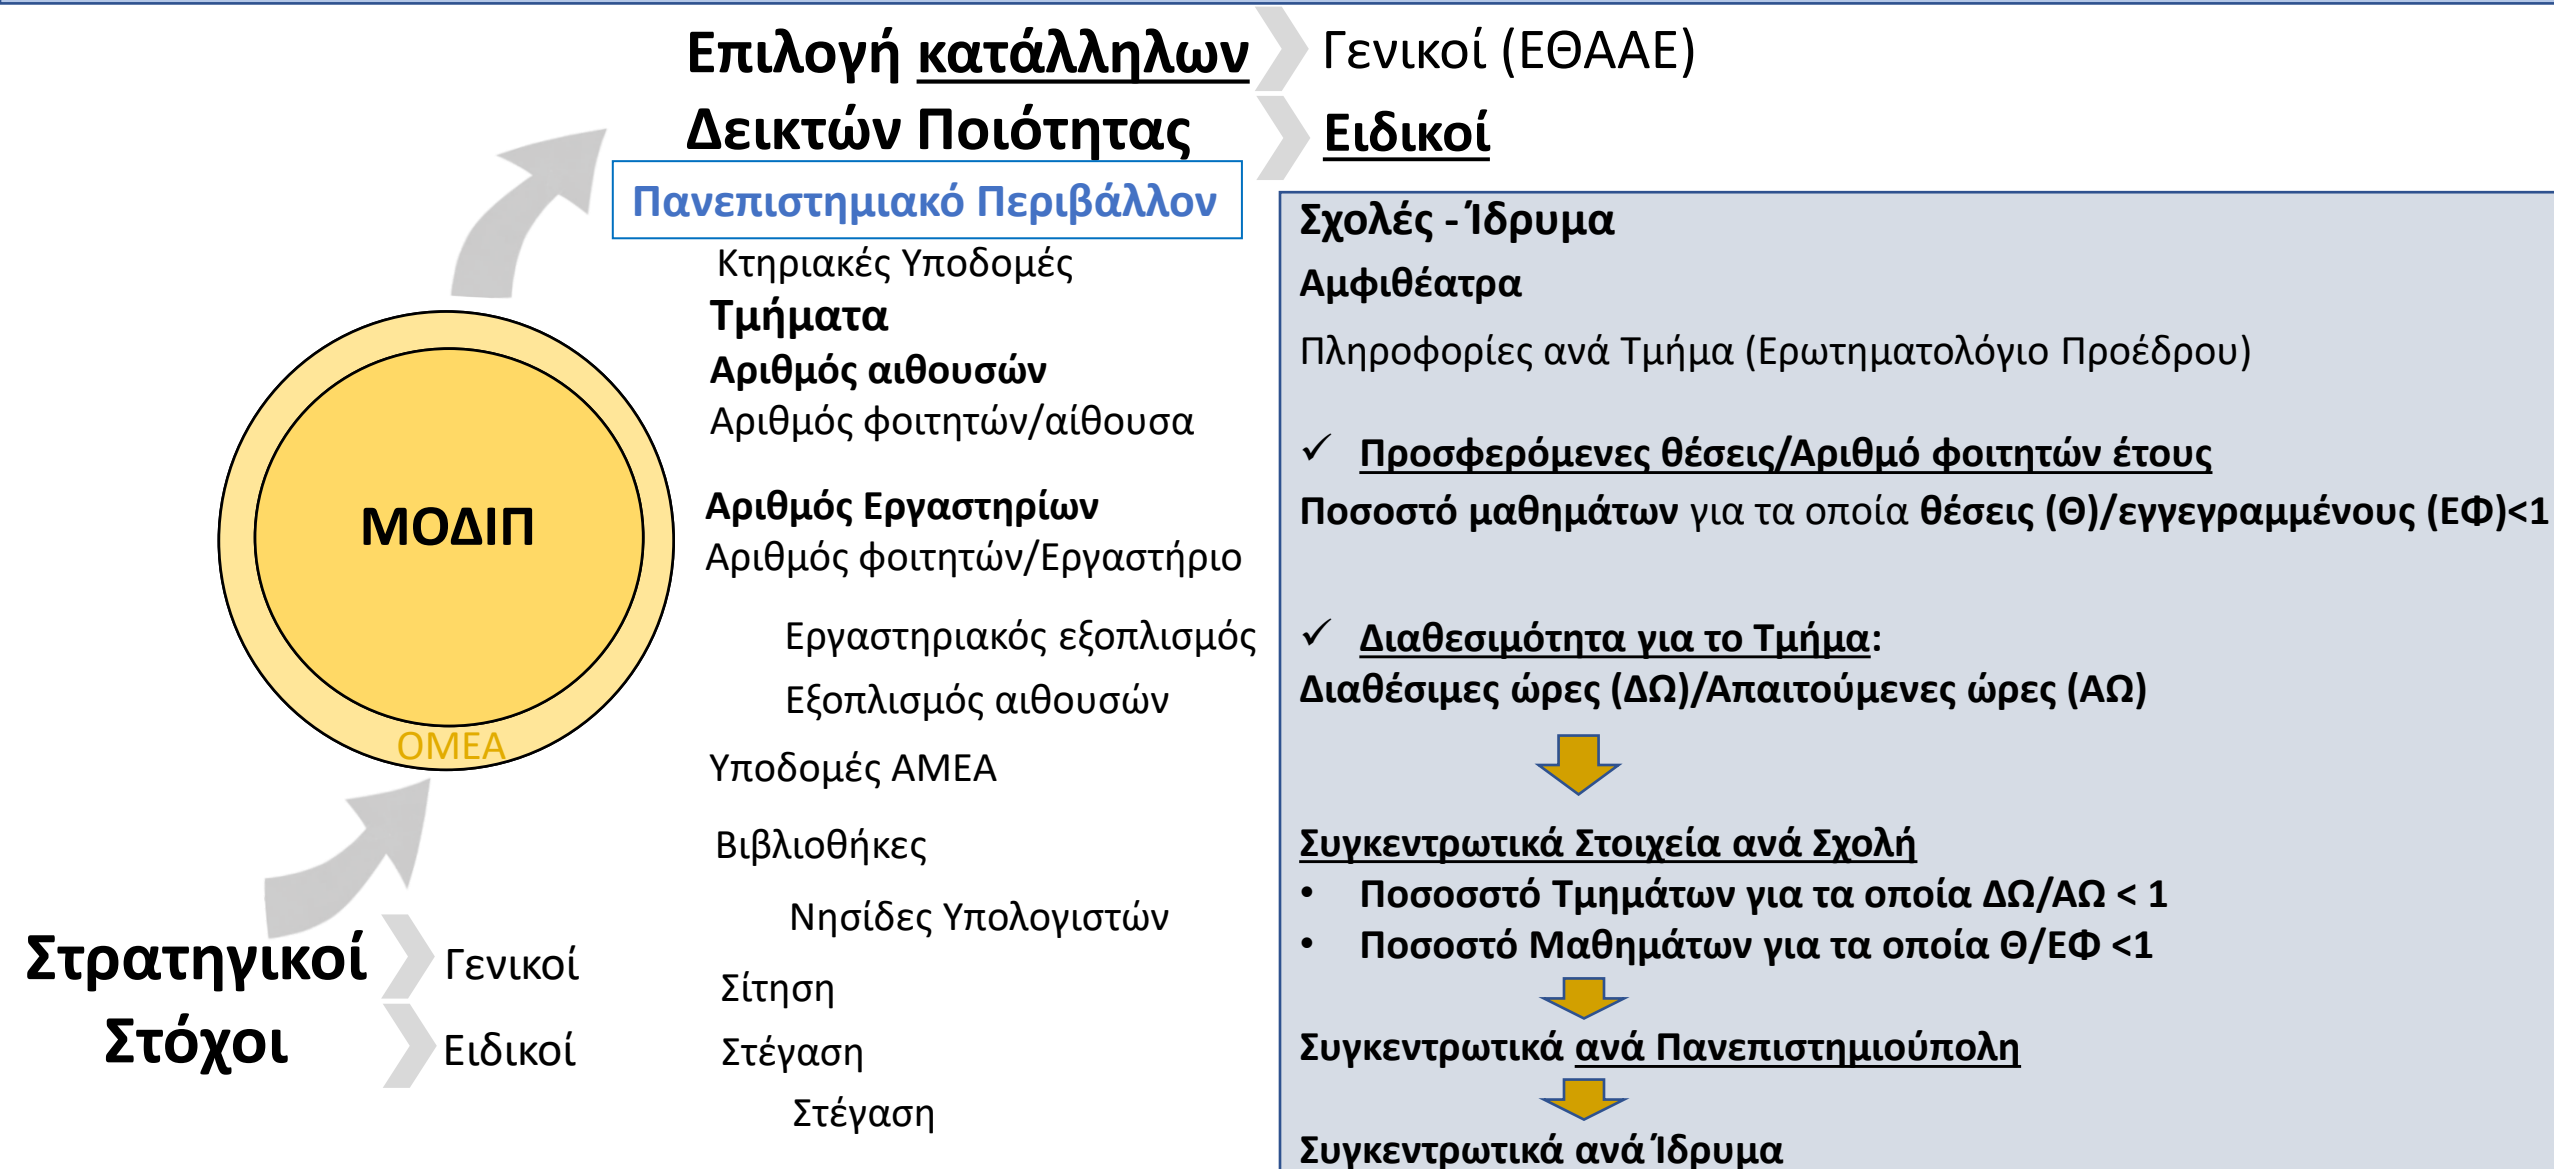 Επιλογή κατάλληλων
Δεικτών Ποιότητας
Γενικοί (ΕΘΑΑΕ)
Ειδικοί
Πανεπιστημιακό Περιβάλλον
Κτηριακές Υποδομές
Τμήματα
Αριθμός αιθουσών
Αριθμός φοιτητών/αίθουσα
Αριθμός Εργαστηρίων
Αριθμός φοιτητών/Εργαστήριο
Εργαστηριακός εξοπλισμός
Εξοπλισμός αιθουσών
Υποδομές ΑΜΕΑ
Βιβλιοθήκες
Νησίδες Υπολογιστών
Σίτηση
Στέγαση
Στέγαση
ΜΟΔΙΠ
ΟΜΕΑ
Στρατηγικοί
Στόχοι
Γενικοί
Ειδικοί
Σχολές - Ίδρυμα
Αμφιθέατρα
Πληροφορίες ανά Τμήμα (Ερωτηματολόγιο Προέδρου)
✓ Προσφερόμενες θέσεις/Αριθμό φοιτητών έτους
Ποσοστό μαθημάτων για τα οποία θέσεις (Θ)/εγγεγραμμένους (ΕΦ)<1
✓ Διαθεσιμότητα για το Τμήμα:
Διαθέσιμες ώρες (ΔΩ)/Απαιτούμενες ώρες (ΑΩ)
Συγκεντρωτικά Στοιχεία ανά Σχολή
• Ποσοσστό Τμημάτων για τα οποία ΔΩ/ΑΩ < 1
• Ποσοστό Μαθημάτων για τα οποία Θ/ΕΦ <1
Συγκεντρωτικά ανά Πανεπιστημιούπολη
Συγκεντρωτικά ανά Ίδρυμα